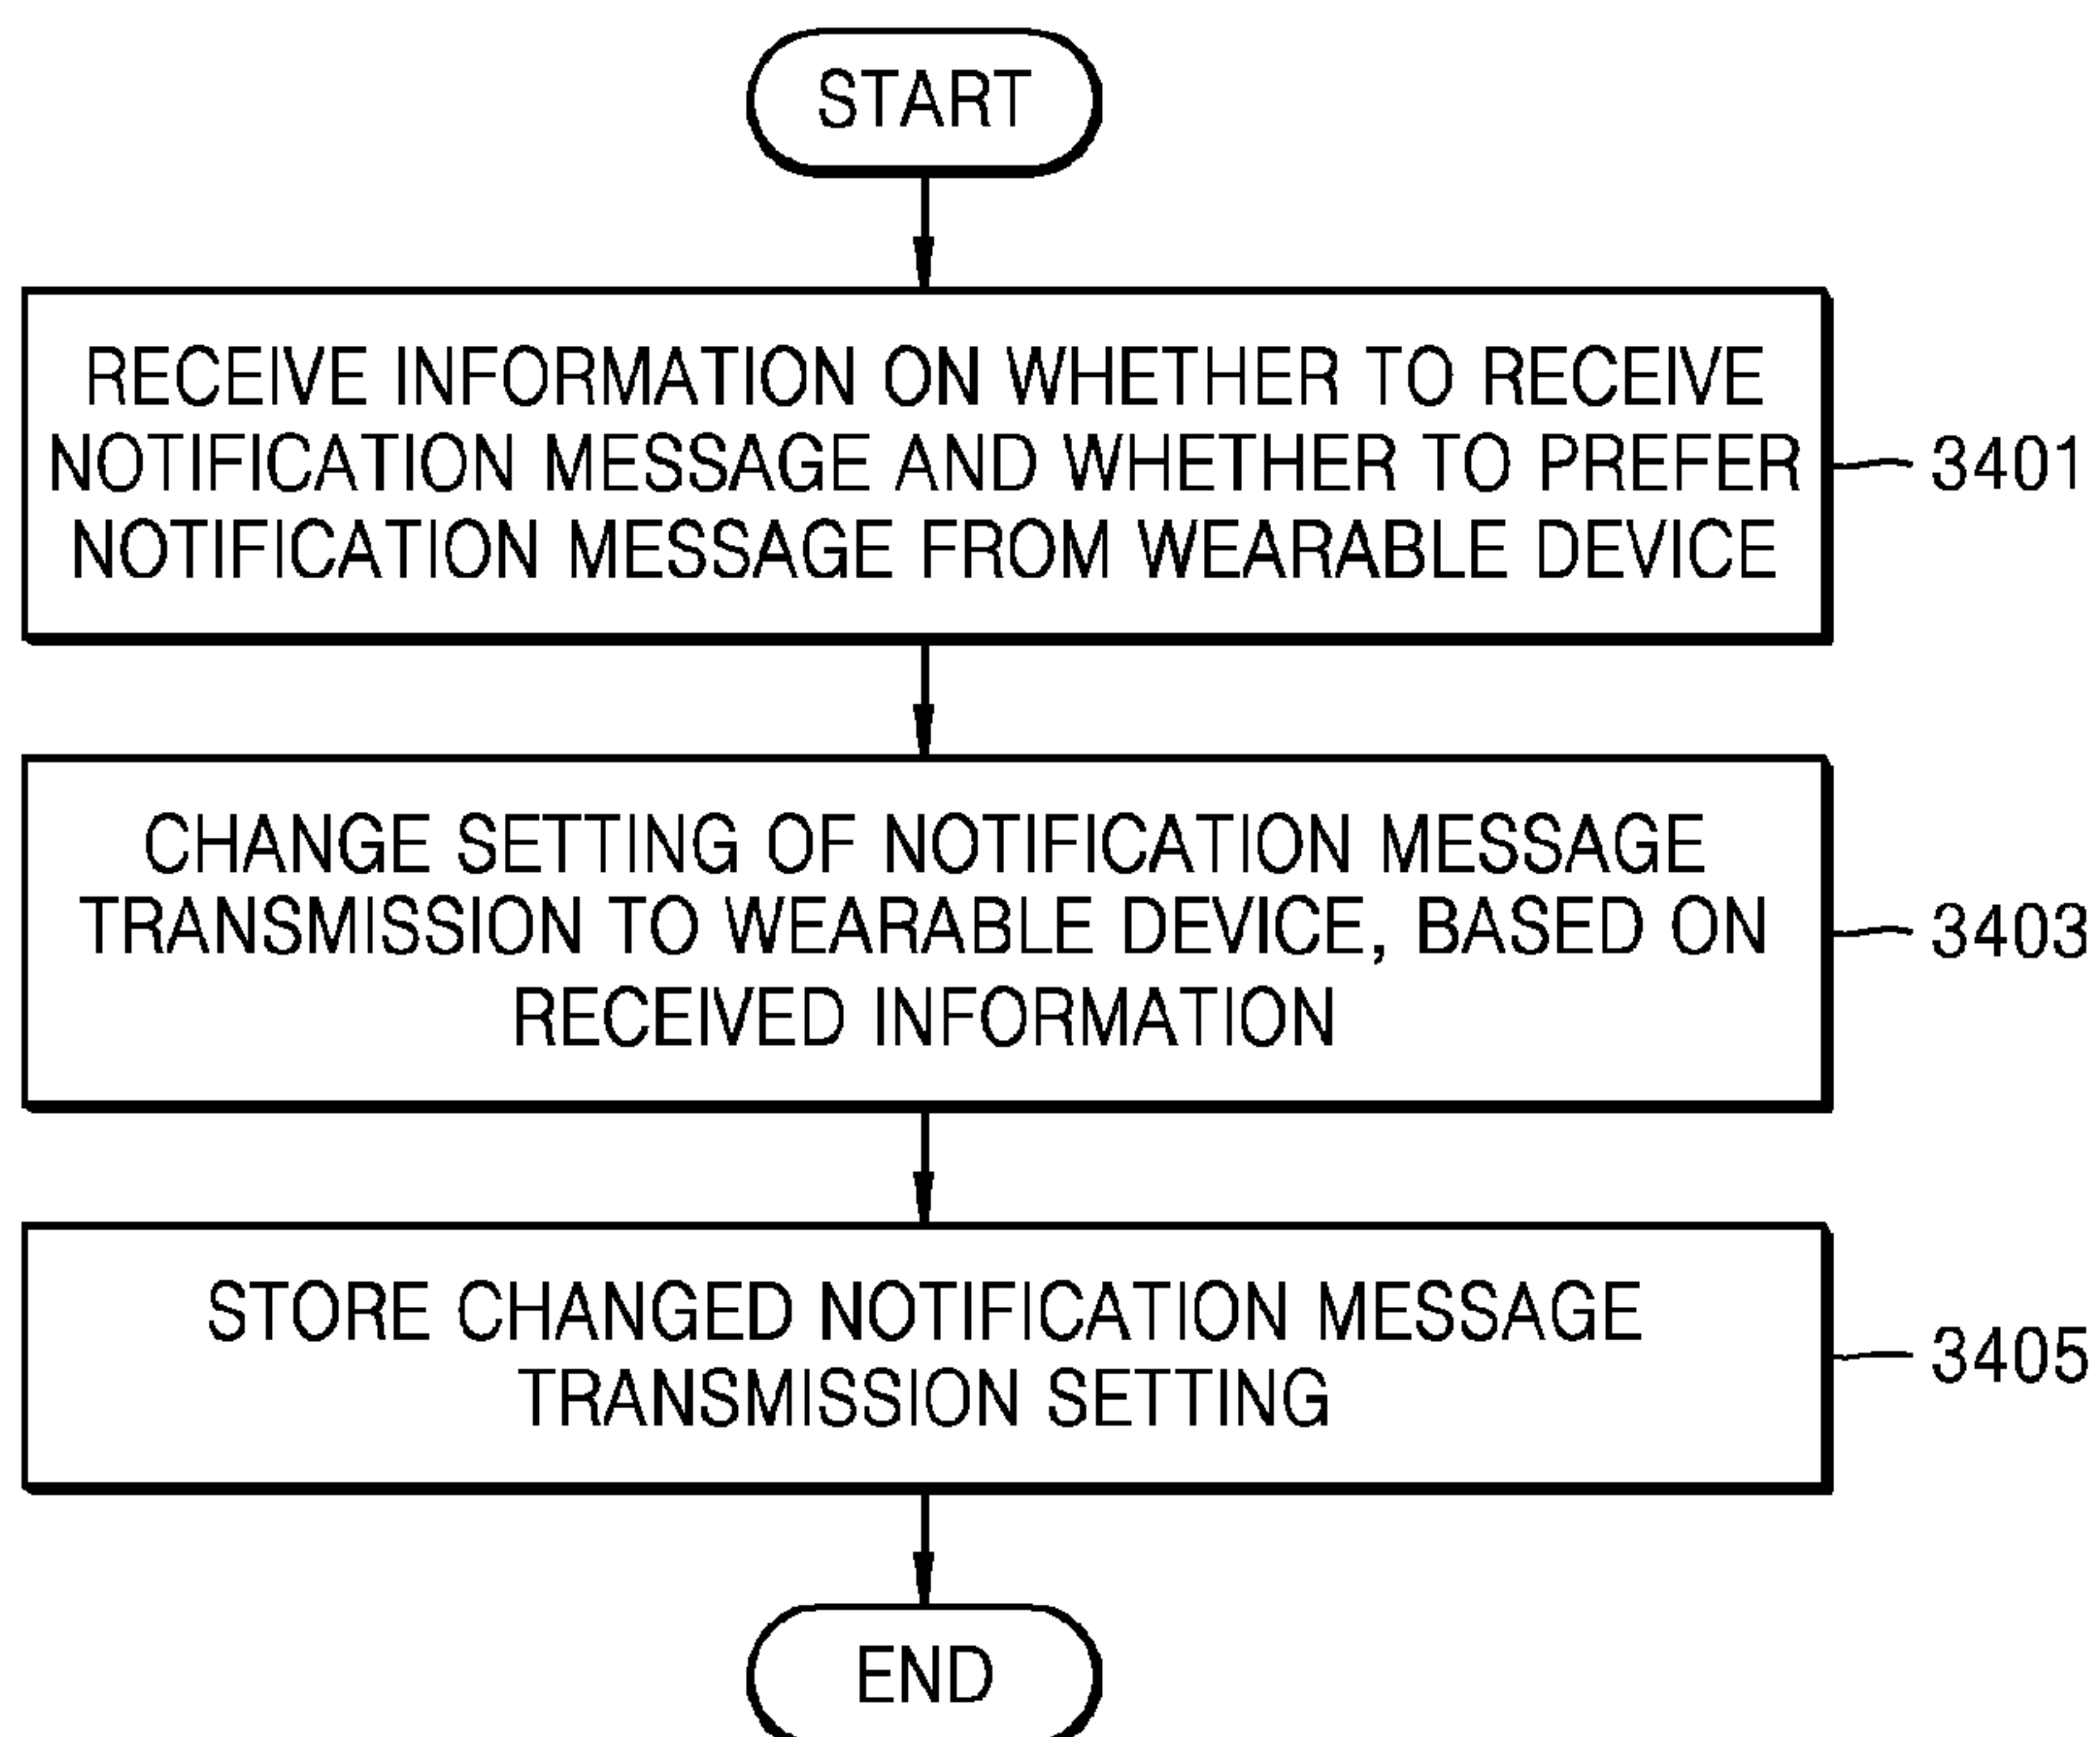 START
RECEIVE INFORMATION ON WHETHER TO RECEIVE
NOTIFICATION MESSAGE AND WHETHER TO PREFER
NOTIFICATION MESSAGE FROM WEARABLE DEVICE
3401
CHANGE SETTING OF NOTIFICATION MESSAGE
TRANSMISSION TO WEARABLE DEVICE, BASED ON
RECEIVED INFORMATION
3403
STORE CHANGED NOTIFICATION MESSAGE
TRANSMISSION SETTING
3405
END